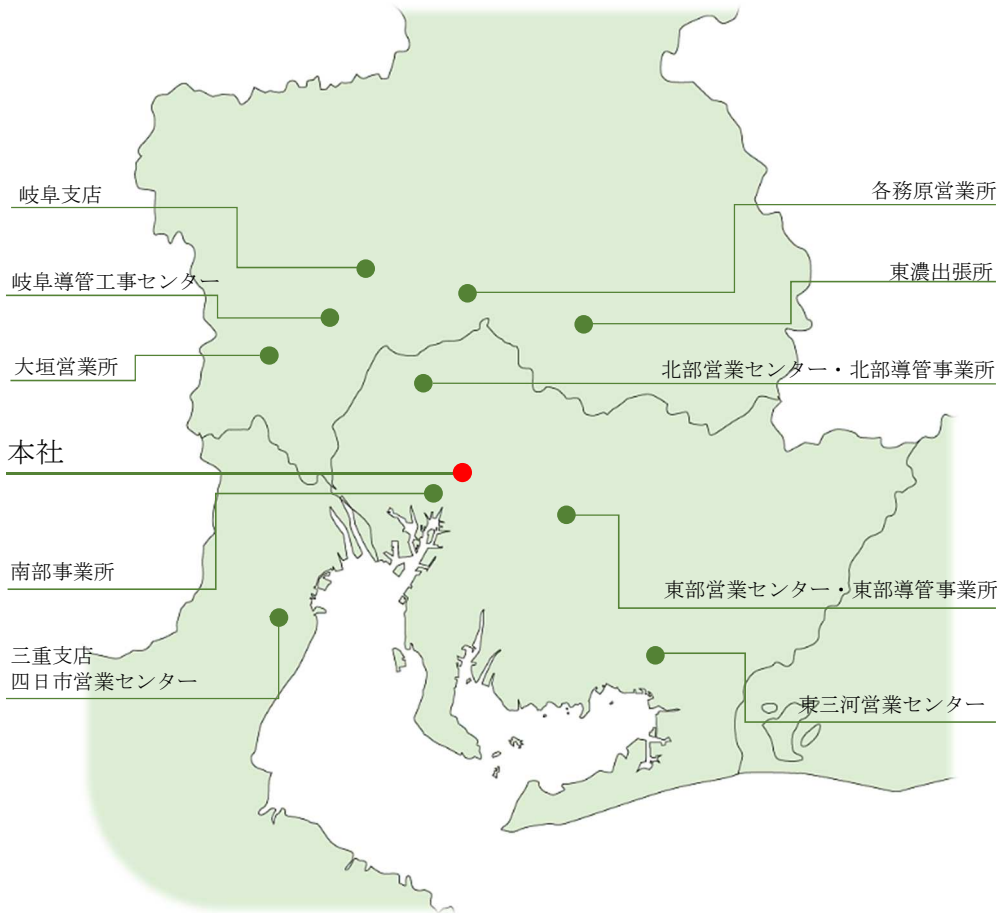 岐阜支店
岐阜導管工事センター
大垣営業所
本社
南部事業所
三重支店
四日市営業センター
各務原営業所
東濃出張所
北部営業センター・北部導管事業所
東部営業センター・東部導管事業所
東三河営業センター